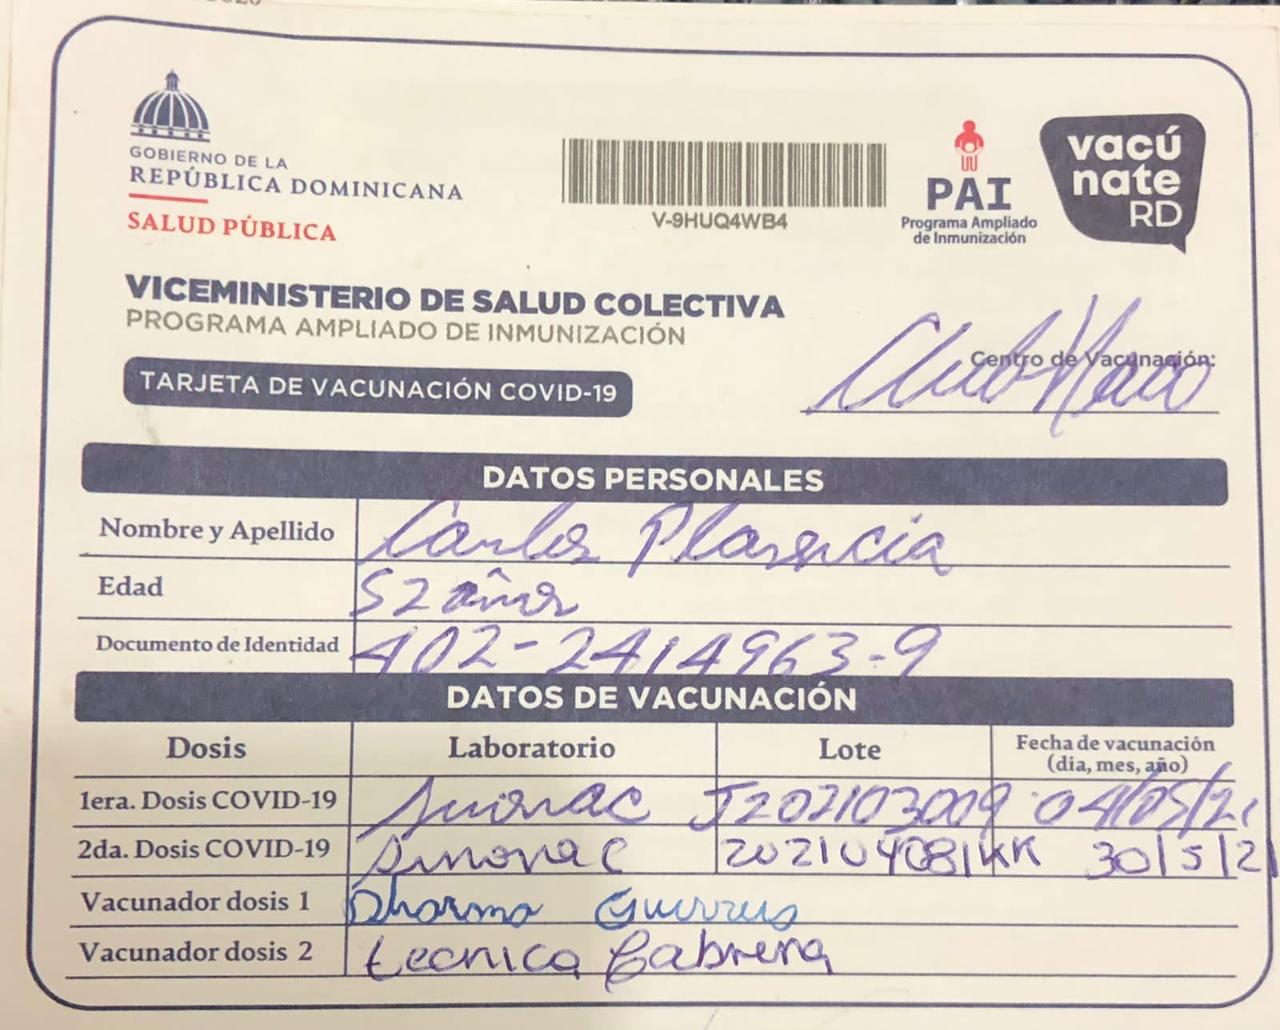 GOBIERNO DE LA
REPÚBLICA DOMINICANA
SALUD PÚBLICA
V-9HUQ4WB4
PAI
Programa Ampliado
de Inmunización
vacú
nate
RD
VICEMINISTERIO DE SALUD COLECTIVA
PROGRAMA AMPLIADO DE INMUNIZACIÓN
TARJETA DE VACUNACIÓN COVID-19
Centro de Vacunación:
Club Naco
DATOS PERSONALES
Nombre y Apellido Carlos Plasencia
Edad 52 años
Documento de Identidad 402-2414963-9
DATOS DE VACUNACIÓN
Dosis Laboratorio Lote Fecha de vacunación
(dia, mes, año)
1era. Dosis COVID-19 Sinovac J202103009 04/05/21
2da. Dosis COVID-19 Sinovac 202104081KK 30/5/21
Vacunador dosis 1
Vacunador dosis 2 tecnica Cabrera